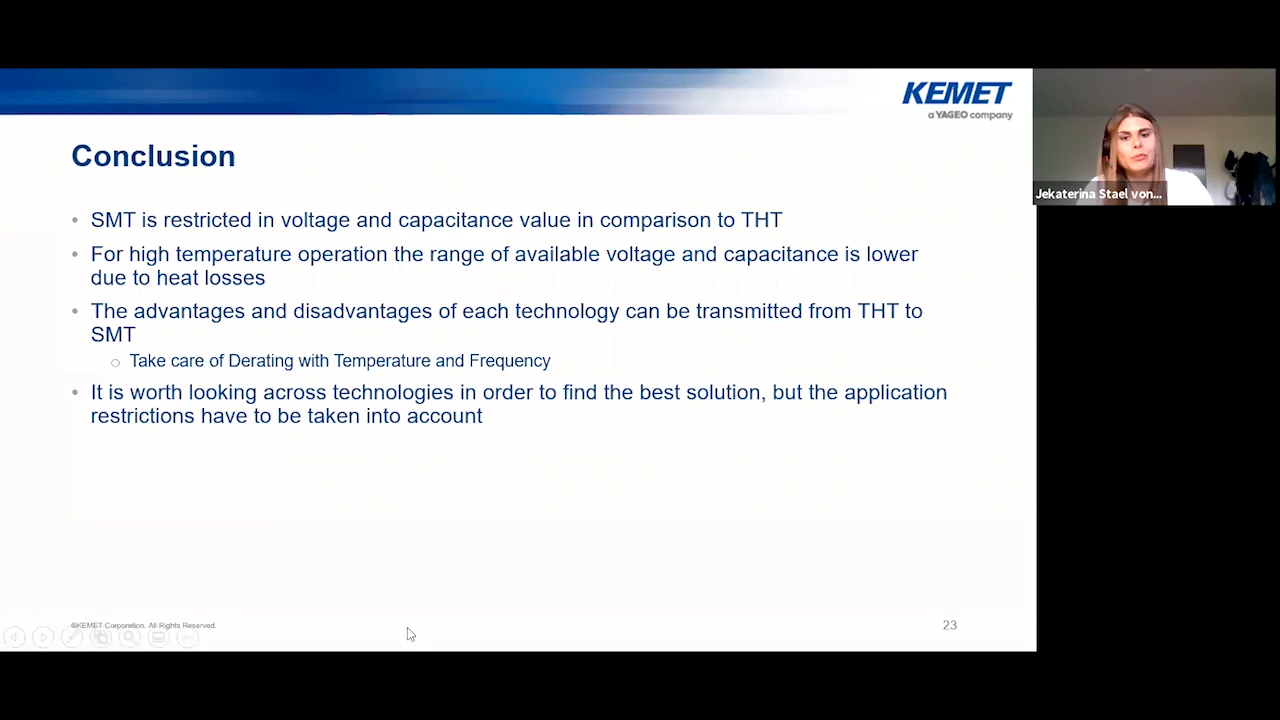 KEMET
a YAGEO company
Conclusion
• SMT is restricted in voltage and capacitance value in comparison to THT
• For high temperature operation the range of available voltage and capacitance is lower
due to heat losses
• The advantages and disadvantages of each technology can be transmitted from THT to
SMT
○ Take care of Derating with Temperature and Frequency
• It is worth looking across technologies in order to find the best solution, but the application
restrictions have to be taken into account
©KEMET Corporation. All Rights Reserved.
23
Jekaterina Stael von...